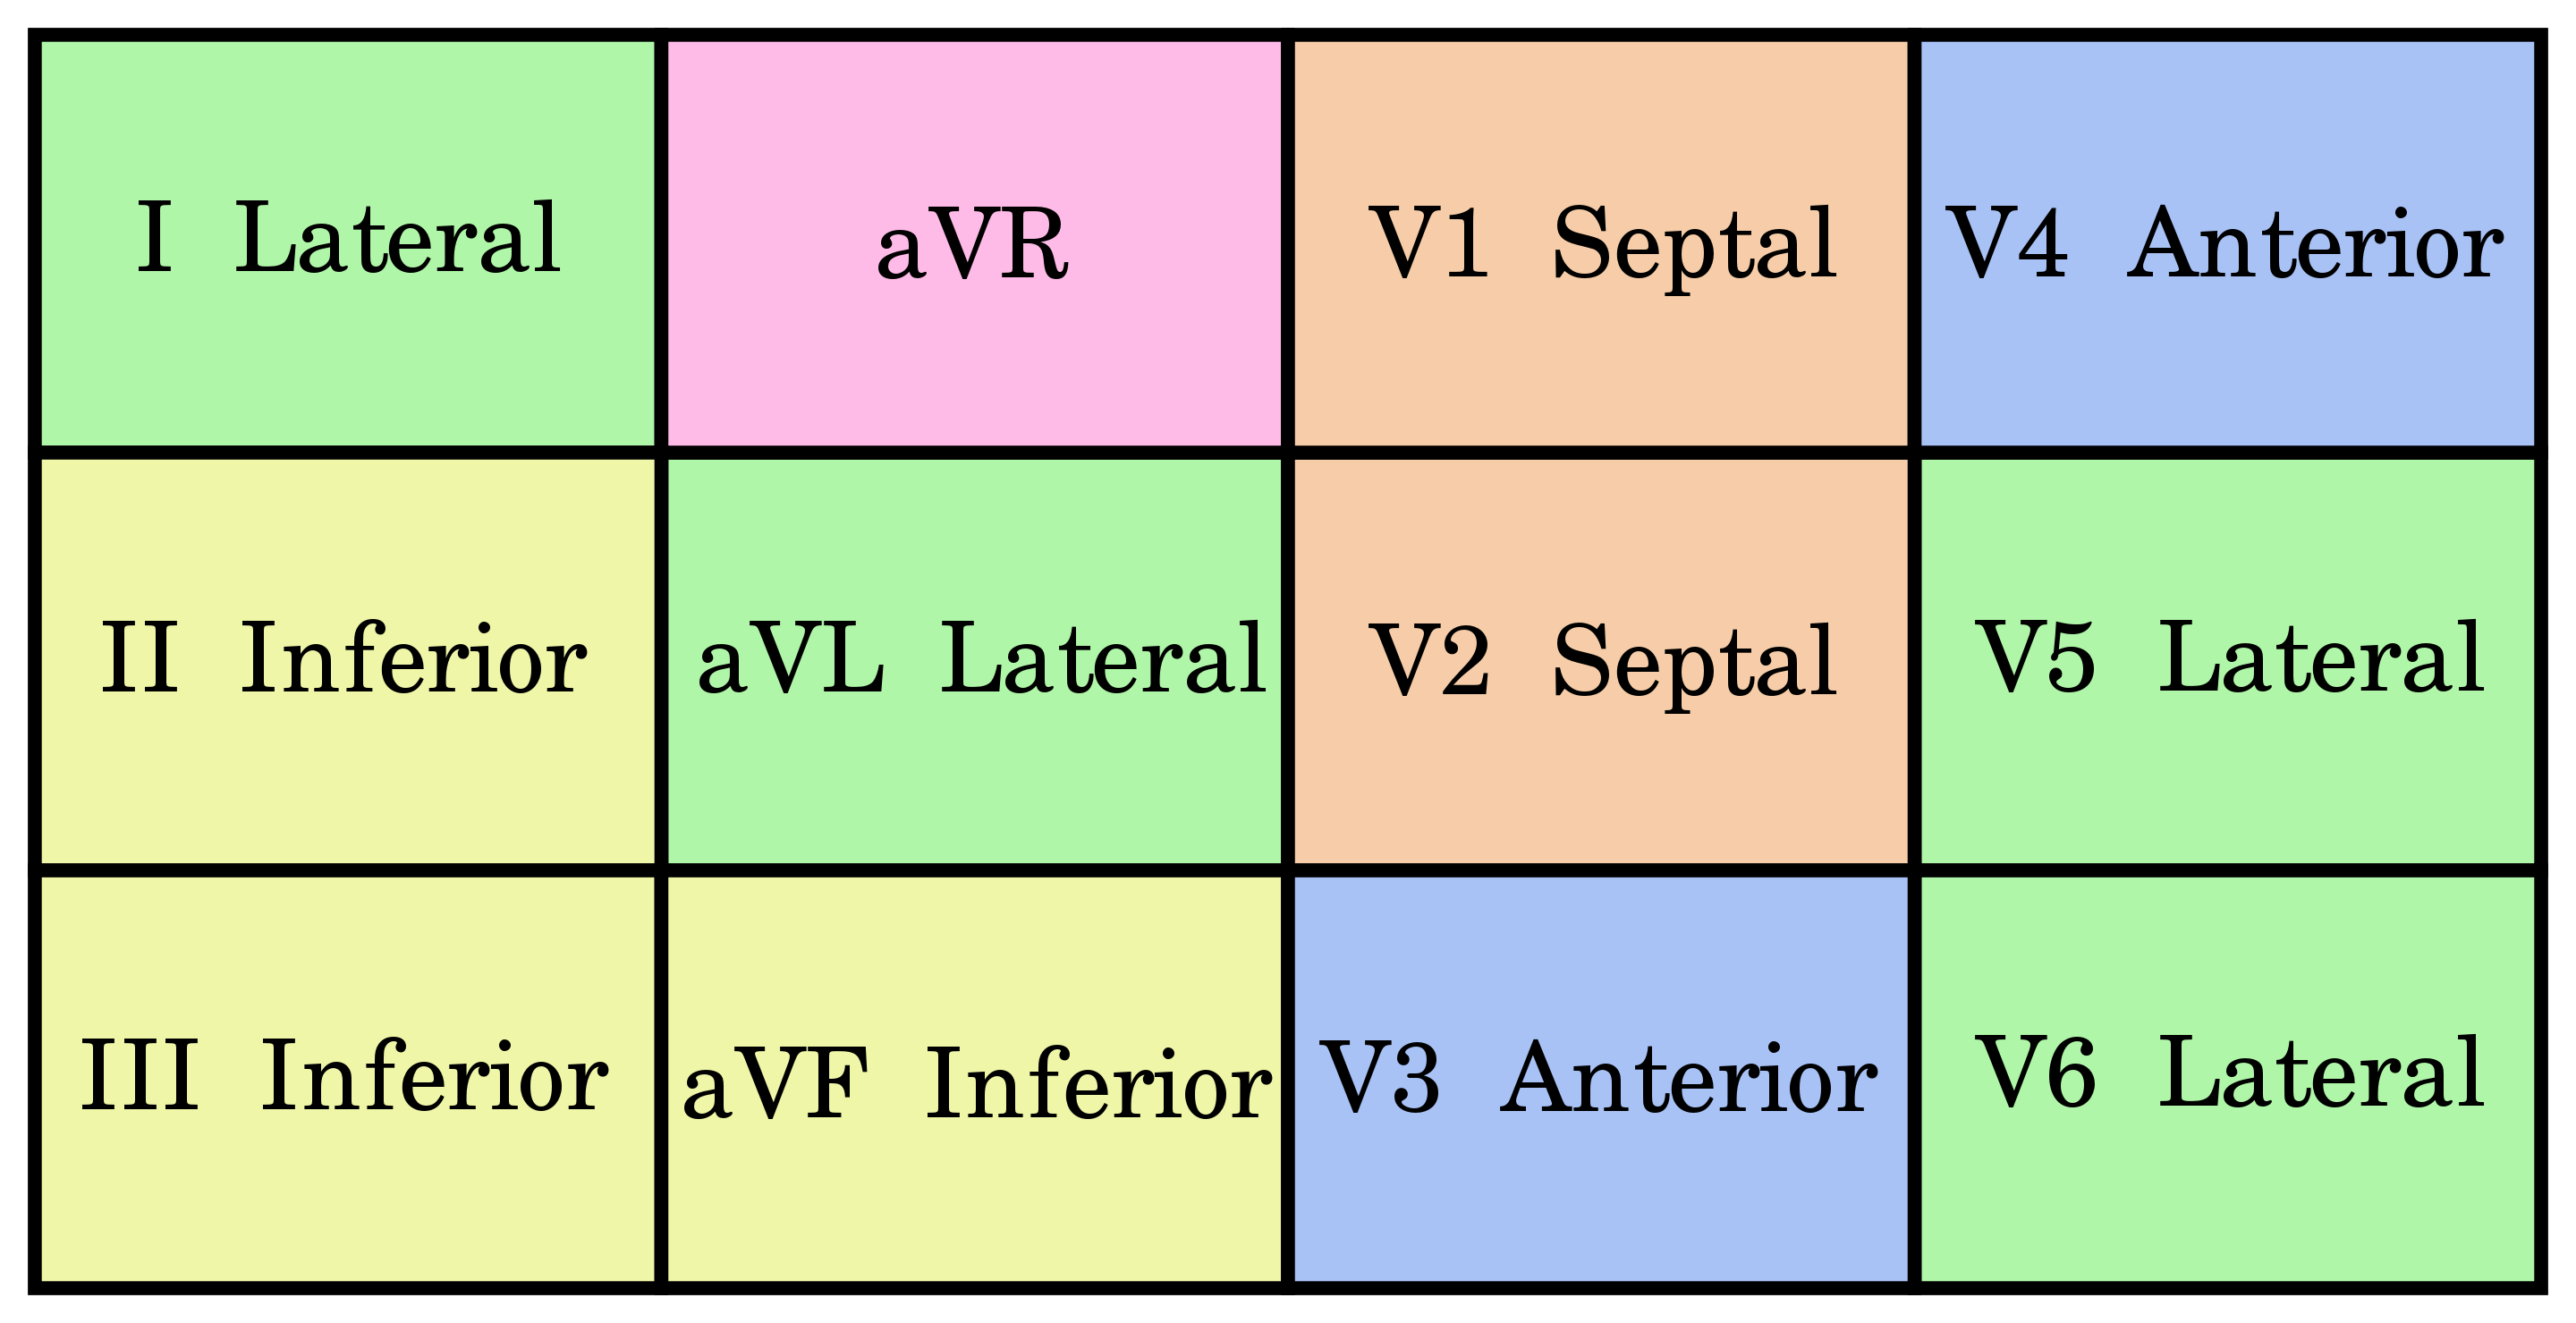 I Lateral
aVR
V1 Septal
V4 Anterior
II Inferior
aVL Lateral
V2 Septal
V5 Lateral
III Inferior
aVF Inferior
V3 Anterior
V6 Lateral